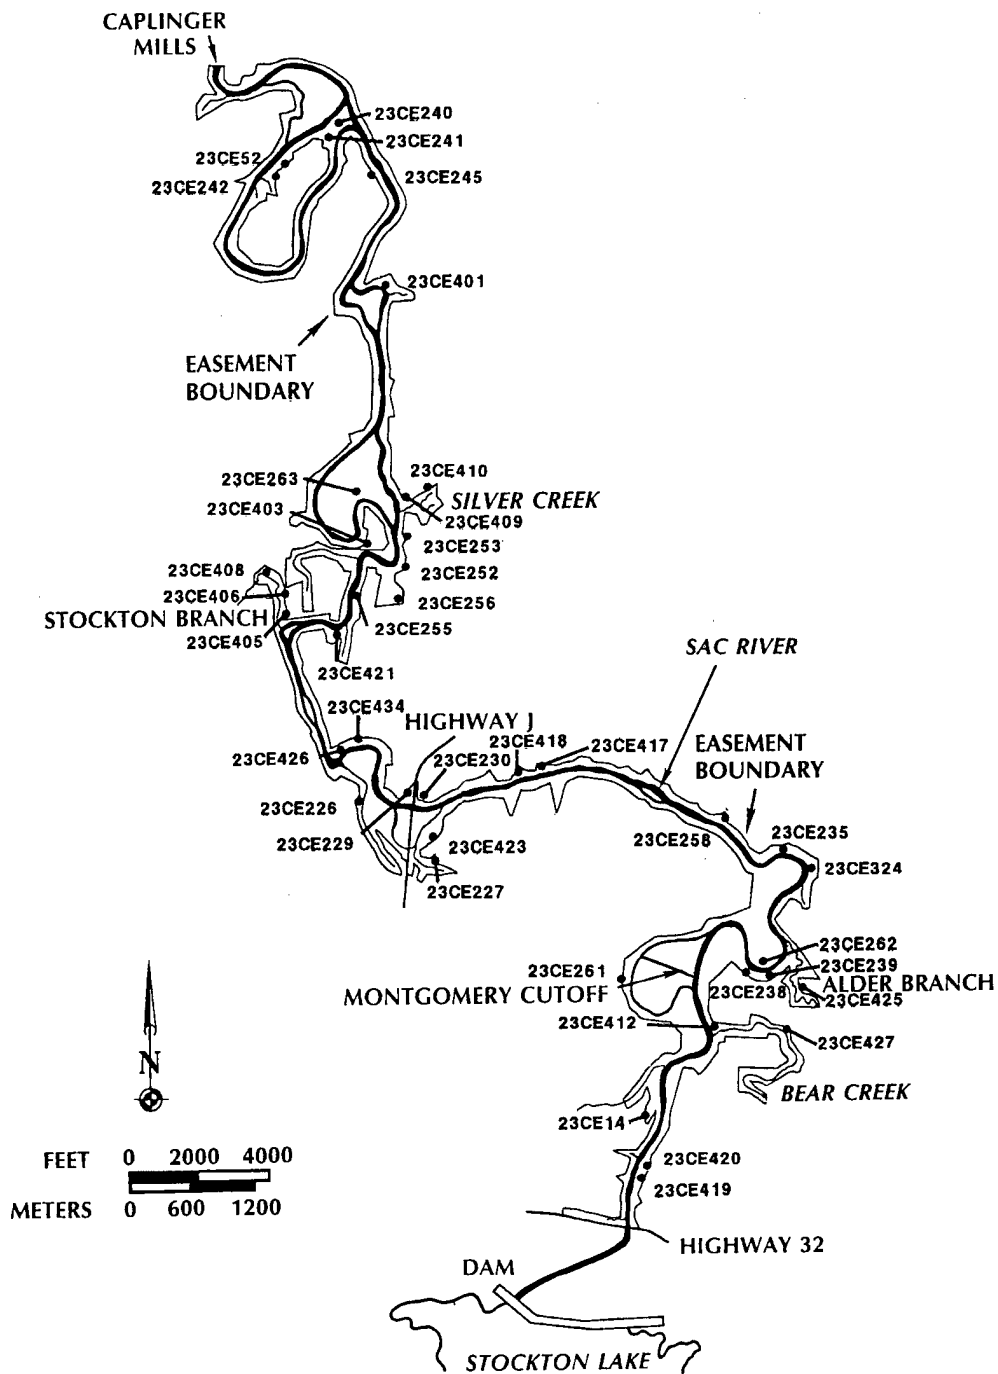 CAPLINGER
MILLS
23CE240
23CE241
23CE52
23CE242
23CE245
23CE401
EASEMENT
BOUNDARY
23CE263
23CE410
SILVER CREEK
23CE403
23CE409
23CE253
23CE408
23CE252
23CE406
23CE256
STOCKTON BRANCH
23CE255
23CE405
23CE421
SAC RIVER
23CE434
HIGHWAY J
23CE418
23CE417
EASEMENT
BOUNDARY
23CE426
23CE230
23CE226
23CE258
23CE235
23CE229
23CE423
23CE324
23CE227
23CE262
23CE261
23CE239
23CE238
ALDER BRANCH
MONTGOMERY CUTOFF
23CE425
23CE412
23CE427
N
BEAR CREEK
23CE14
FEET 0 2000 4000
23CE420
23CE419
METERS 0 600 1200
HIGHWAY 32
DAM
STOCKTON LAKE